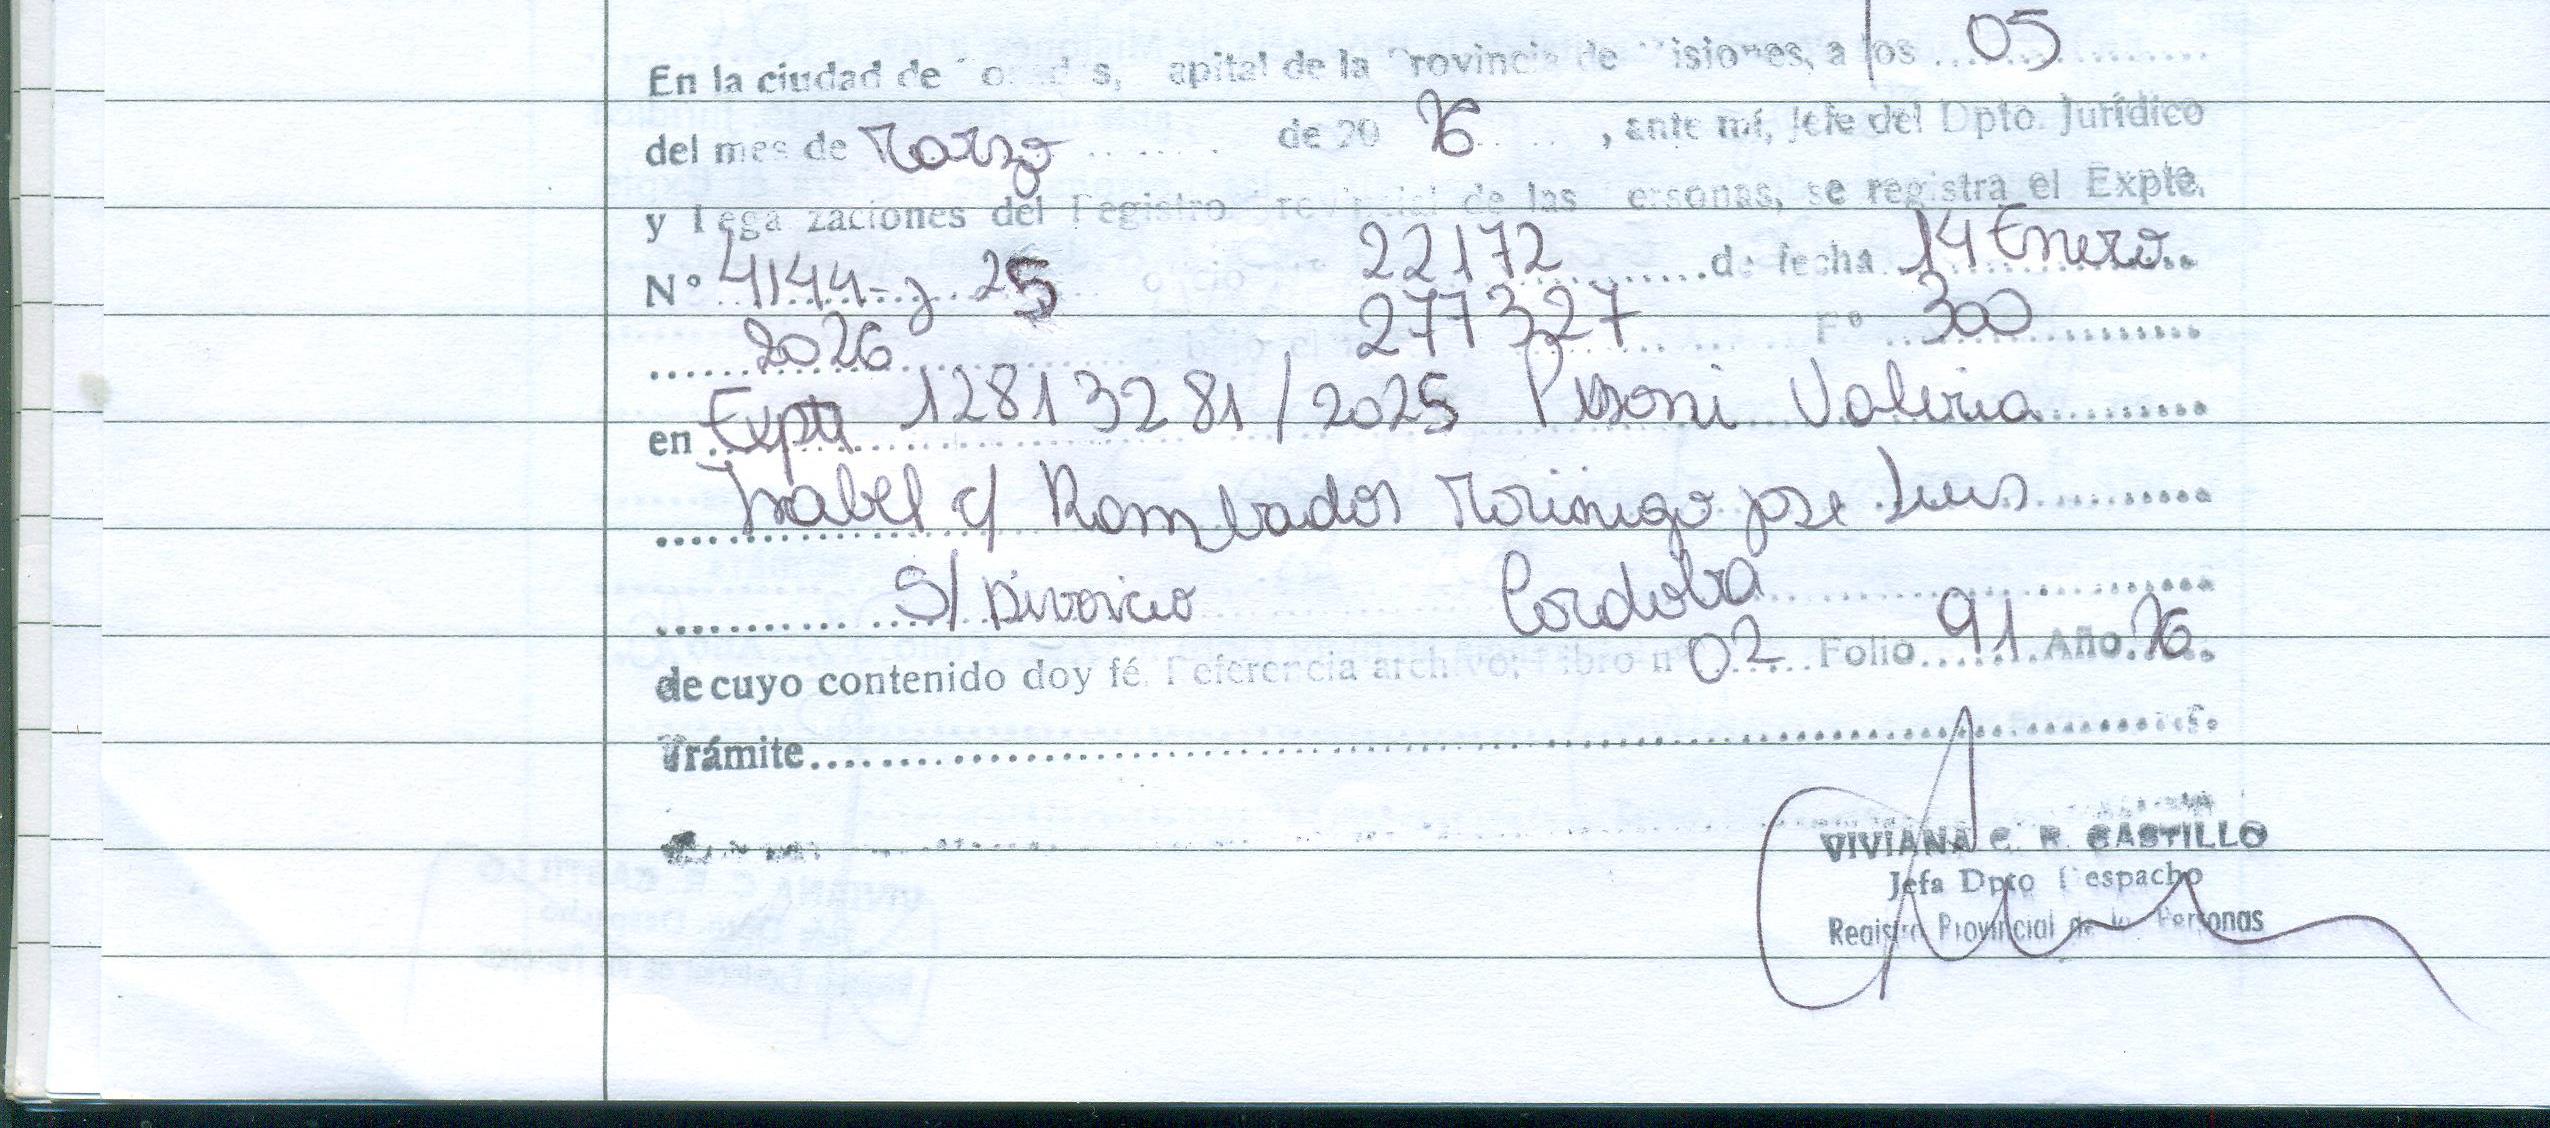 En la ciudad de Posadas, Capital de la Provincia de Misiones, a los 05
del mes de Marzo de 20 26, ante mí, Jefe del Dpto. Jurídico
y Legalizaciones del Registro Provincial de las Personas, se registra el Expte.
N° 4144-J 25 oficio 22172 de fecha 14 Enero
2026 277327 F° 300
en Expte 12813281/2025 Pisoni Valeria
Isabel c/ Rombador Moriñigo Jose Luis
S/ Divorcio Cordoba
de cuyo contenido doy fé. Referencia archivo; Libro n° 02 Folio 91 Año 26
Trámite
VIVIANA C. R. CASTILLO
Jefa Dpto Despacho
Registro Provincial de las Personas